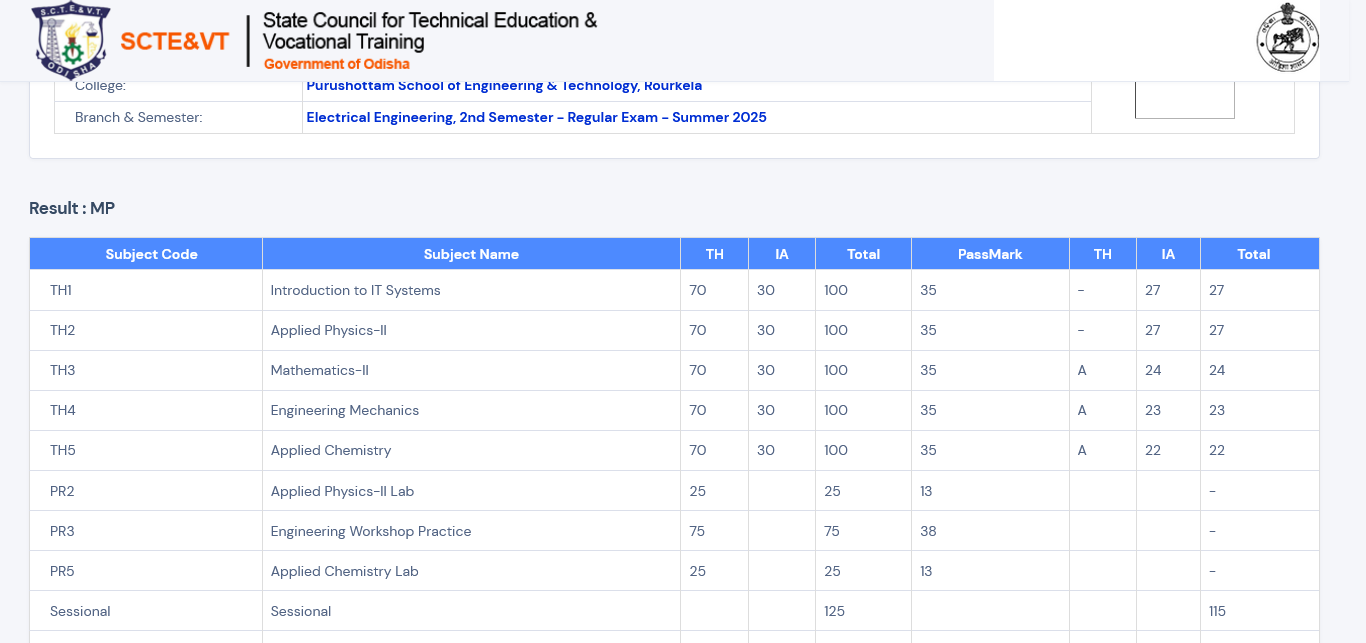 S.C.T.E.&V.T.
ODISHA
SCTE&VT
State Council for Technical Education &
Vocational Training
Government of Odisha
College: Purushottam School of Engineering & Technology, Rourkela
Branch & Semester: Electrical Engineering, 2nd Semester - Regular Exam - Summer 2025
Result : MP
Subject Code Subject Name TH IA Total PassMark TH IA Total
TH1 Introduction to IT Systems 70 30 100 35 - 27 27
TH2 Applied Physics-II 70 30 100 35 - 27 27
TH3 Mathematics-II 70 30 100 35 A 24 24
TH4 Engineering Mechanics 70 30 100 35 A 23 23
TH5 Applied Chemistry 70 30 100 35 A 22 22
PR2 Applied Physics-II Lab 25 25 13 -
PR3 Engineering Workshop Practice 75 75 38 -
PR5 Applied Chemistry Lab 25 25 13 -
Sessional Sessional 125 115